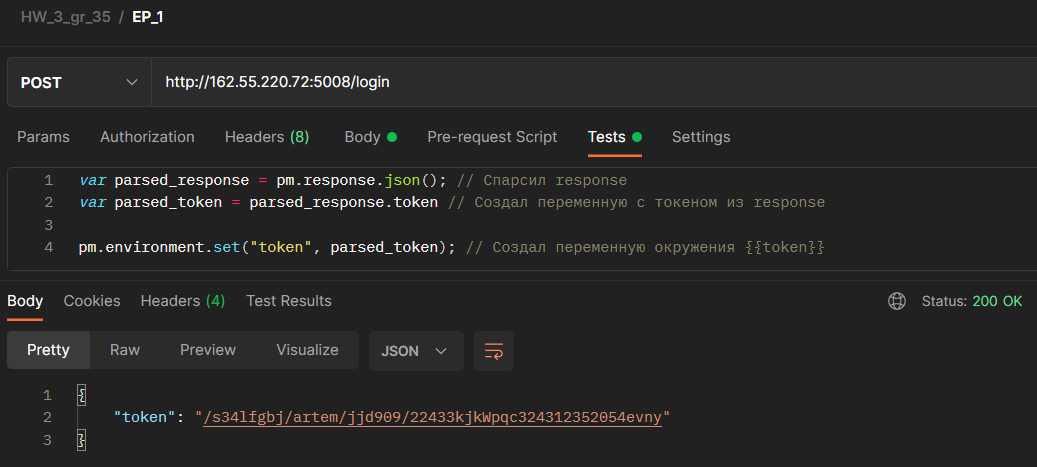 HW_3_gr_35 / EP_1
POST http://162.55.220.72:5008/login
Params Authorization Headers (8) Body Pre-request Script Tests Settings
1 var parsed_response = pm.response.json(); // Спарсил response
2 var parsed_token = parsed_response.token // Создал переменную с токеном из response
3
4 pm.environment.set("token", parsed_token); // Создал переменную окружения {{token}}
Body Cookies Headers (4) Test Results Status: 200 OK
Pretty Raw Preview Visualize JSON
1 {
2 "token": "/s34lfgbj/artem/jjd909/22433kjkWpqc324312352054evny"
3 }